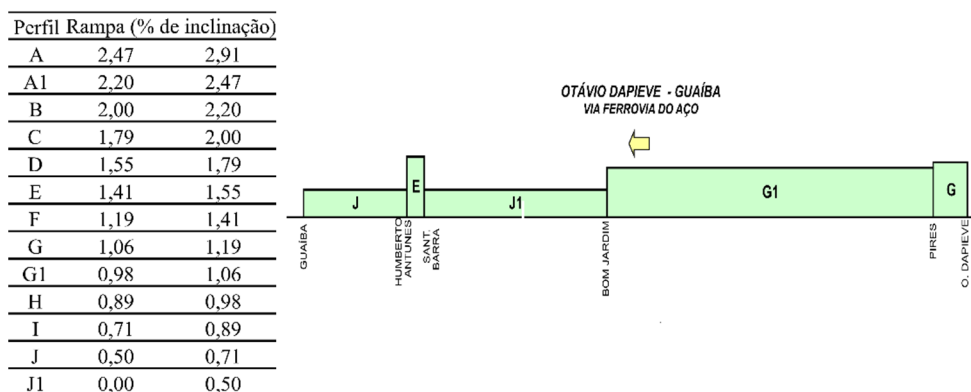 Perfil Rampa (% de inclinação)
A 2,47 2,91
A1 2,20 2,47
B 2,00 2,20
C 1,79 2,00
D 1,55 1,79
E 1,41 1,55
F 1,19 1,41
G 1,06 1,19
G1 0,98 1,06
H 0,89 0,98
I 0,71 0,89
J 0,50 0,71
J1 0,00 0,50
OTÁVIO DAPIEVE - GUAÍBA
VIA FERROVIA DO AÇO
J
E
J1
G1
G
GUAÍBA
HUMBERTO
ANTUNES
SANT.
BARRA
BOM JARDIM
PIRES
O. DAPIEVE